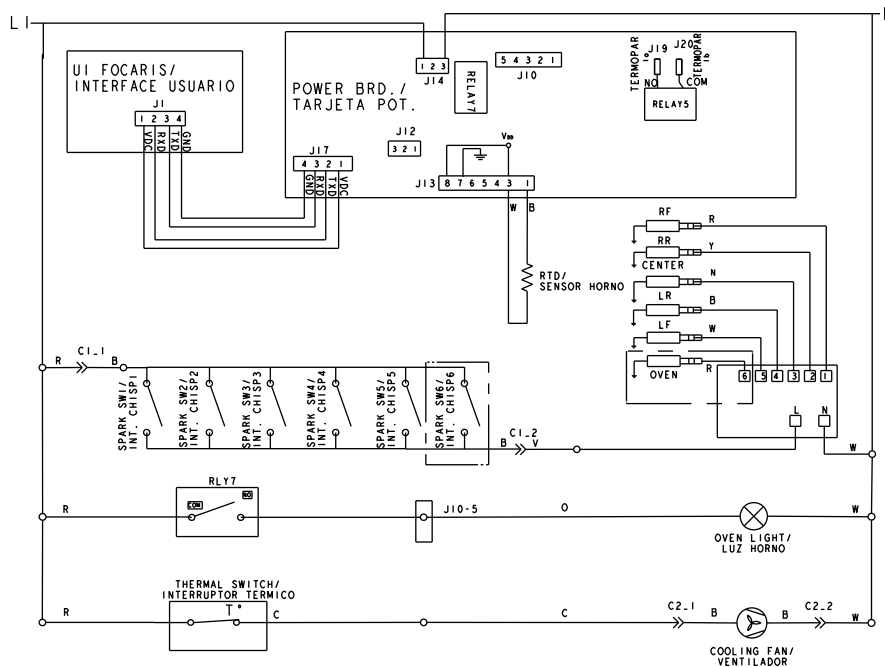 L1
UI FOCARIS/
INTERFACE USUARIO
J1
1 2 3 4
VDC
RXD
TXD
GND
POWER BRD./
TARJETA POT.
1 2 3
J14
RELAY7
5 4 3 2 1
J10
TERMOPAR
1a
J19
J20
TERMOPAR
1b
NO
COM
RELAY5
J12
3 2 1
J17
4 3 2 1
GND
RXD
TXD
VDC
J13
8 7 6 5 4 3 1
W B
RTD/
SENSOR HORNO
RF
R
RR
Y
CENTER
N
LR
B
LF
W
OVEN
R
6 5 4 3 2 1
L N
W
R
C1_1
B
SPARK SW1/
INT. CHISP1
SPARK SW2/
INT. CHISP2
SPARK SW3/
INT. CHISP3
SPARK SW4/
INT. CHISP4
SPARK SW5/
INT. CHISP5
SPARK SW6/
INT. CHISP6
B
C1_2
V
RLY7
COM
NO
R
J10-5
O
W
OVEN LIGHT/
LUZ HORNO
THERMAL SWITCH/
INTERRUPTOR TERMICO
T°
R
C
C
C2_1
B
B
C2_2
W
COOLING FAN/
VENTILADOR